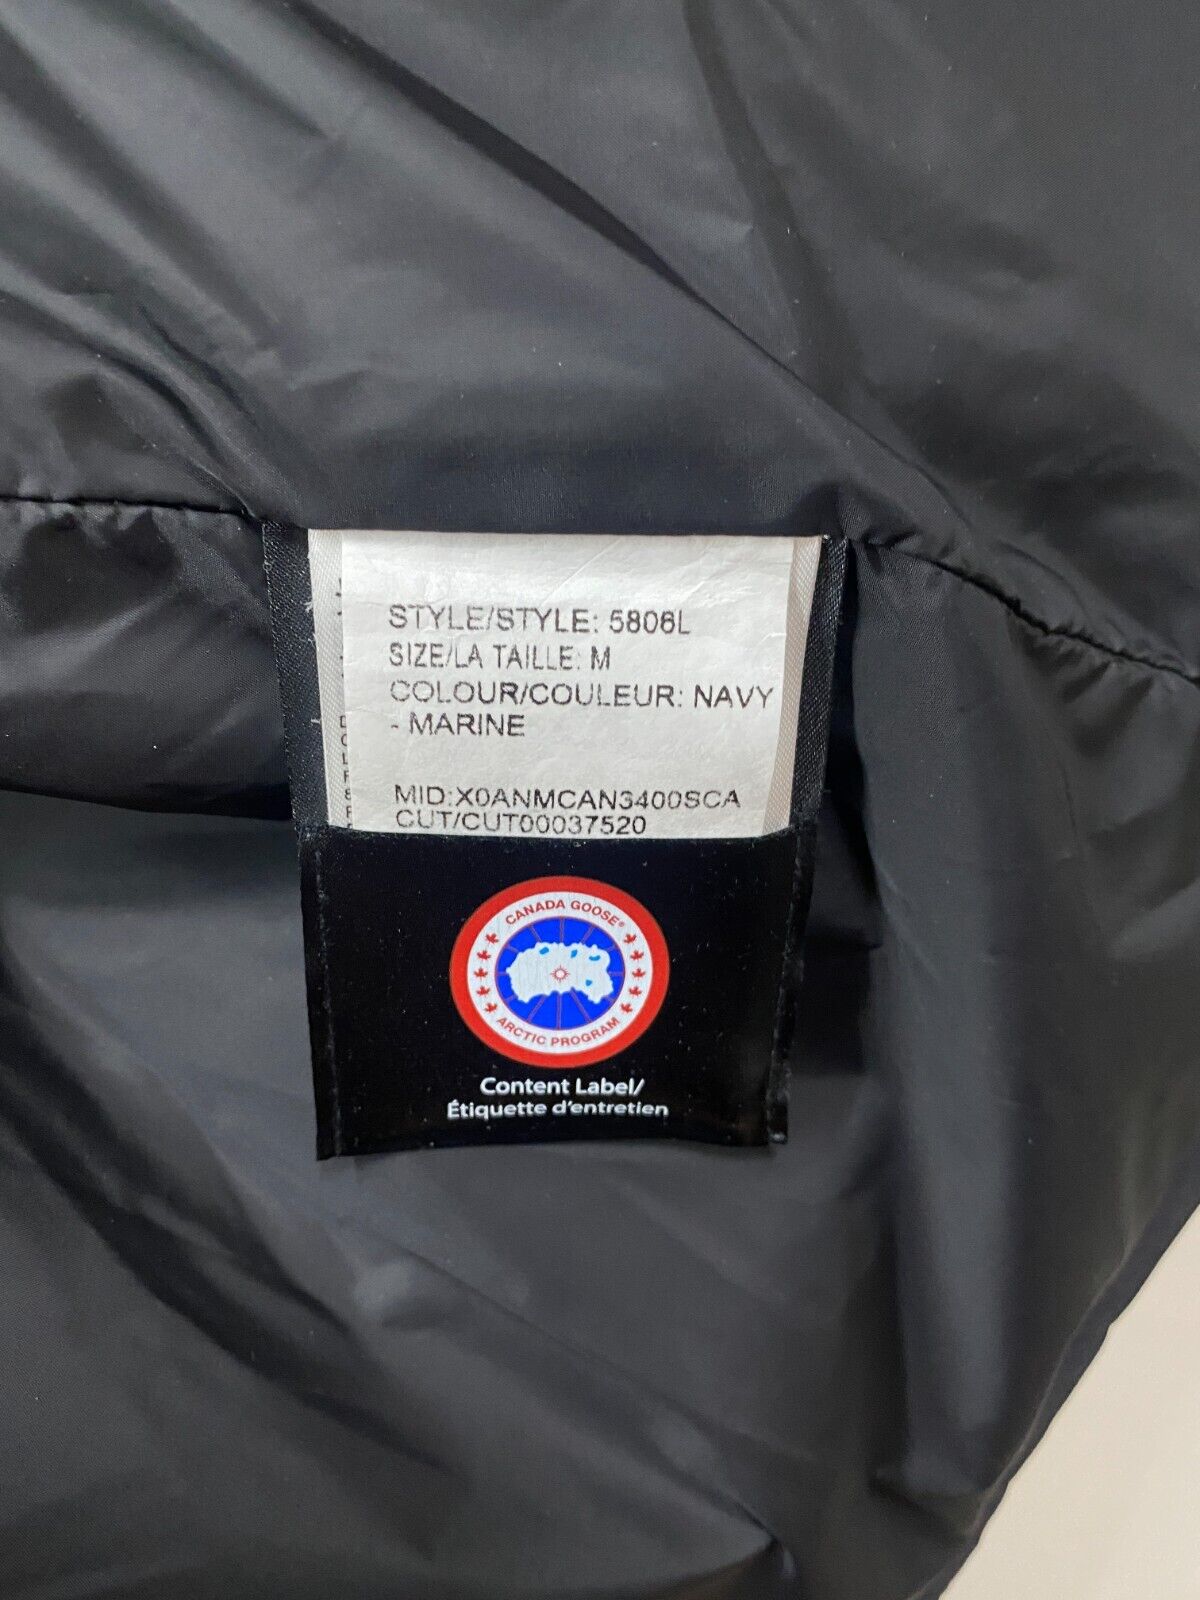 STYLE/STYLE: 5806L
SIZE/LA TAILLE: M
COLOUR/COULEUR: NAVY
- MARINE
MID:X0ANMCAN3400SCA
CUT/CUT00037520
CANADA GOOSE®
ARCTIC PROGRAM
Content Label/
Étiquette d'entretien